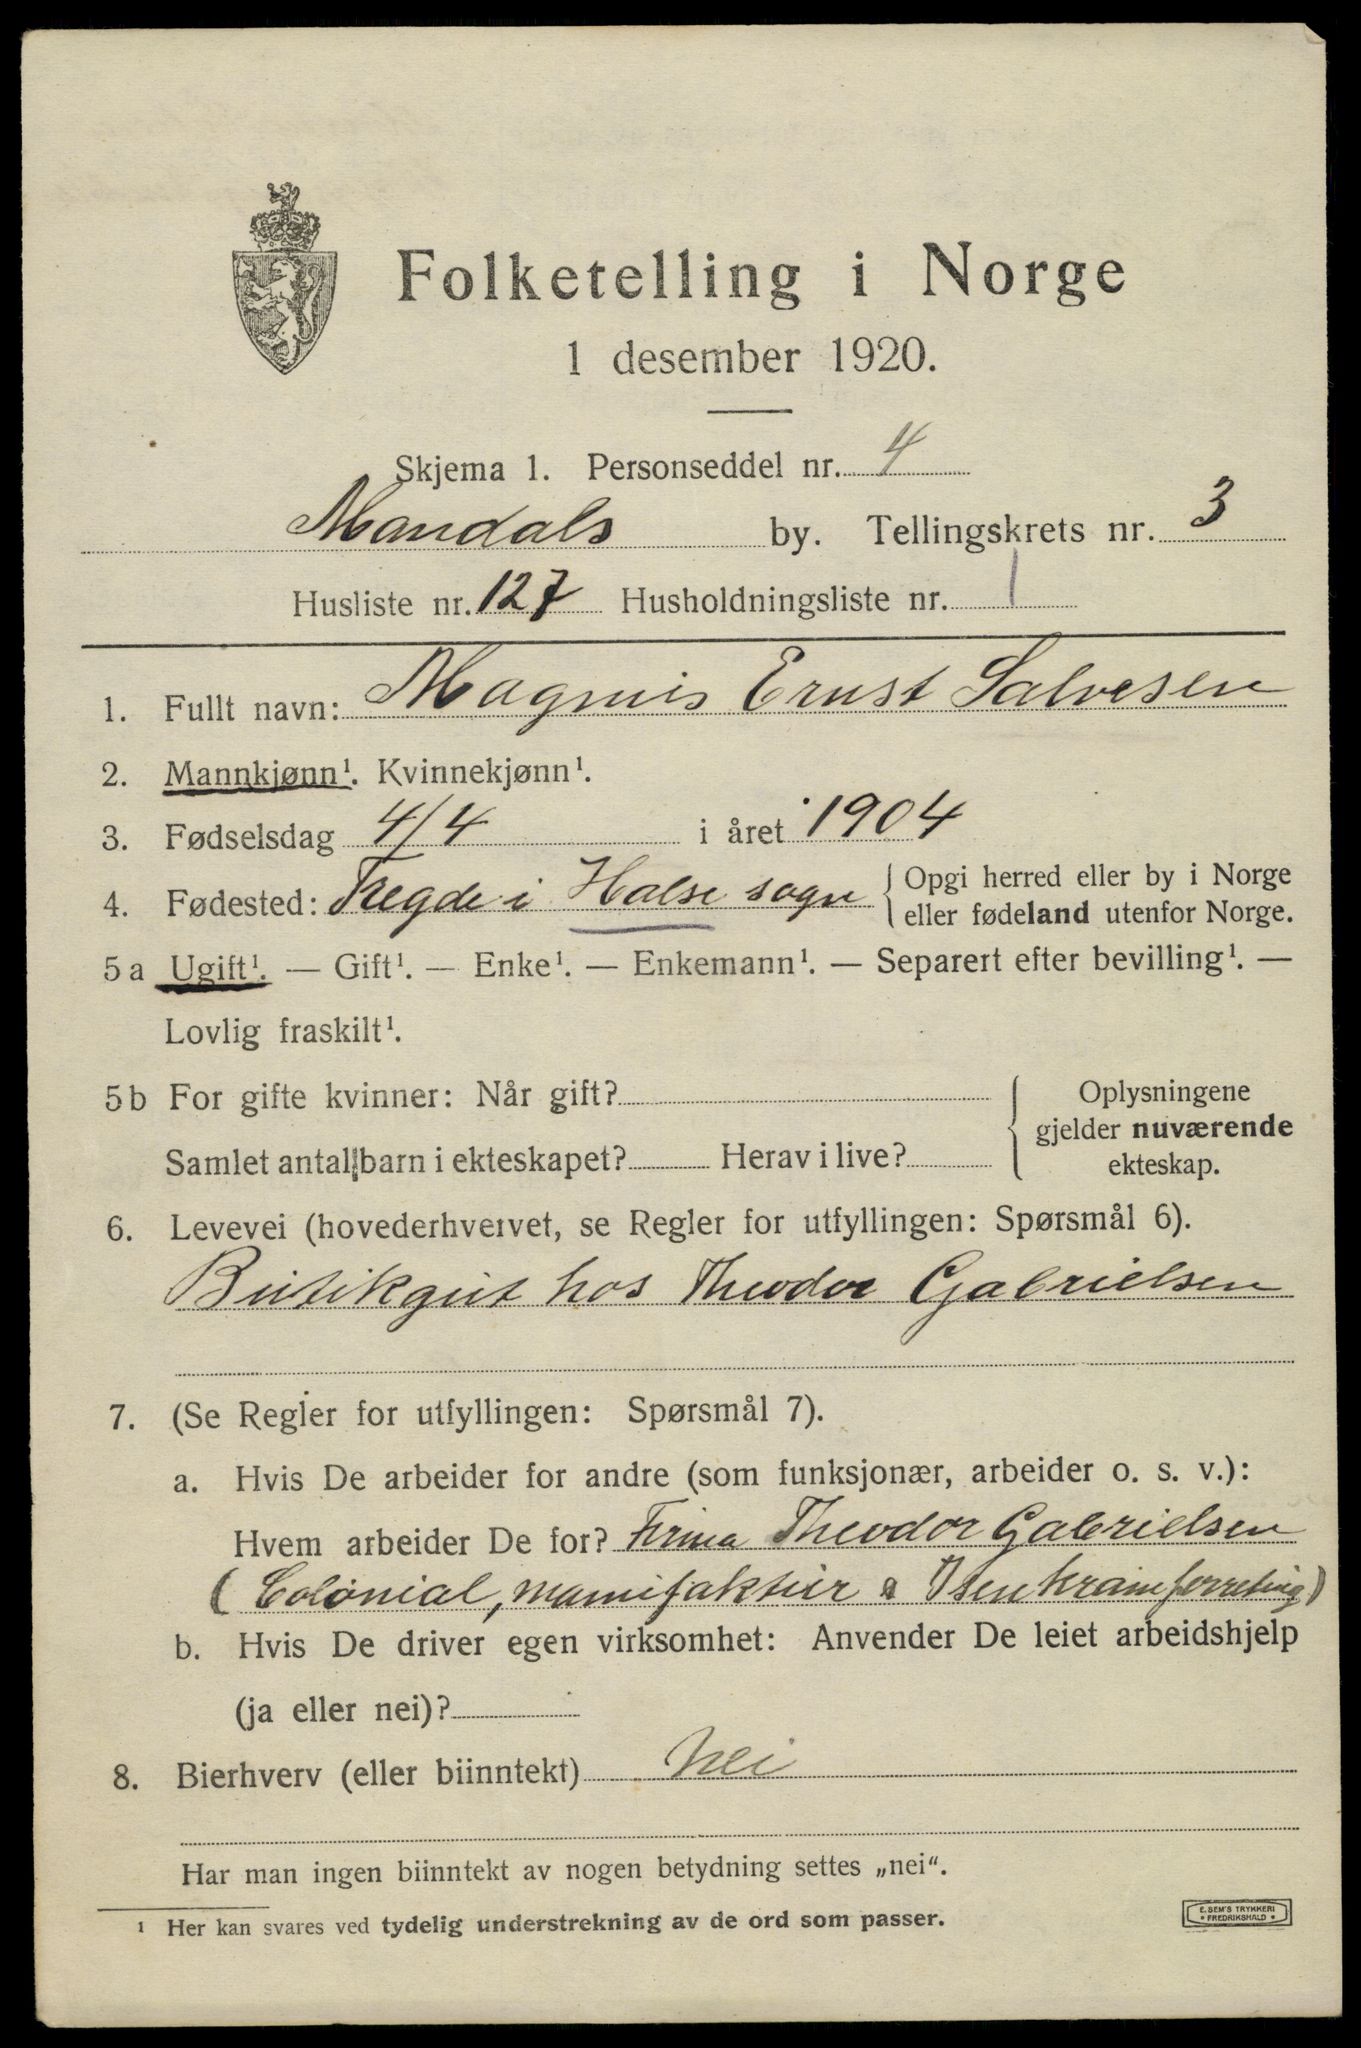 Folketelling i Norge
1 desember 1920.
Skjema 1. Personseddel nr. 4
Mandals by. Tellingskrets nr. 3
Husliste nr. 127 Husholdningsliste nr. 1
1. Fullt navn: Magnus Ernst Salvesen
2. Mannkjønn¹. Kvinnekjønn¹.
3. Fødselsdag 4/4 i året 1904
4. Fødested: Tregde i Halse sogn { Opgi herred eller by i Norge
eller fødeland utenfor Norge.
5 a Ugift¹. — Gift¹. — Enke¹. — Enkemann¹. — Separert efter bevilling¹. —
Lovlig fraskilt¹.
5 b For gifte kvinner: Når gift?
Samlet antal barn i ekteskapet? Herav i live?
{ Oplysningene
gjelder nuværende
ekteskap.
6. Levevei (hovederhvervet, se Regler for utfyllingen: Spørsmål 6).
Butikgut hos Theodor Gabrielsen
7. (Se Regler for utfyllingen: Spørsmål 7).
a. Hvis De arbeider for andre (som funksjonær, arbeider o. s. v.):
Hvem arbeider De for? Firma Theodor Gabrielsen
( Colonial, manufaktur & Isenkramforreting)
b. Hvis De driver egen virksomhet: Anvender De leiet arbeidshjelp
(ja eller nei)?
8. Bierhverv (eller biinntekt) Nei
Har man ingen biinntekt av nogen betydning settes „nei“.
¹ Her kan svares ved tydelig understrekning av de ord som passer.
E. SEM'S TRYKKERI
• FREDRIKSHALD •